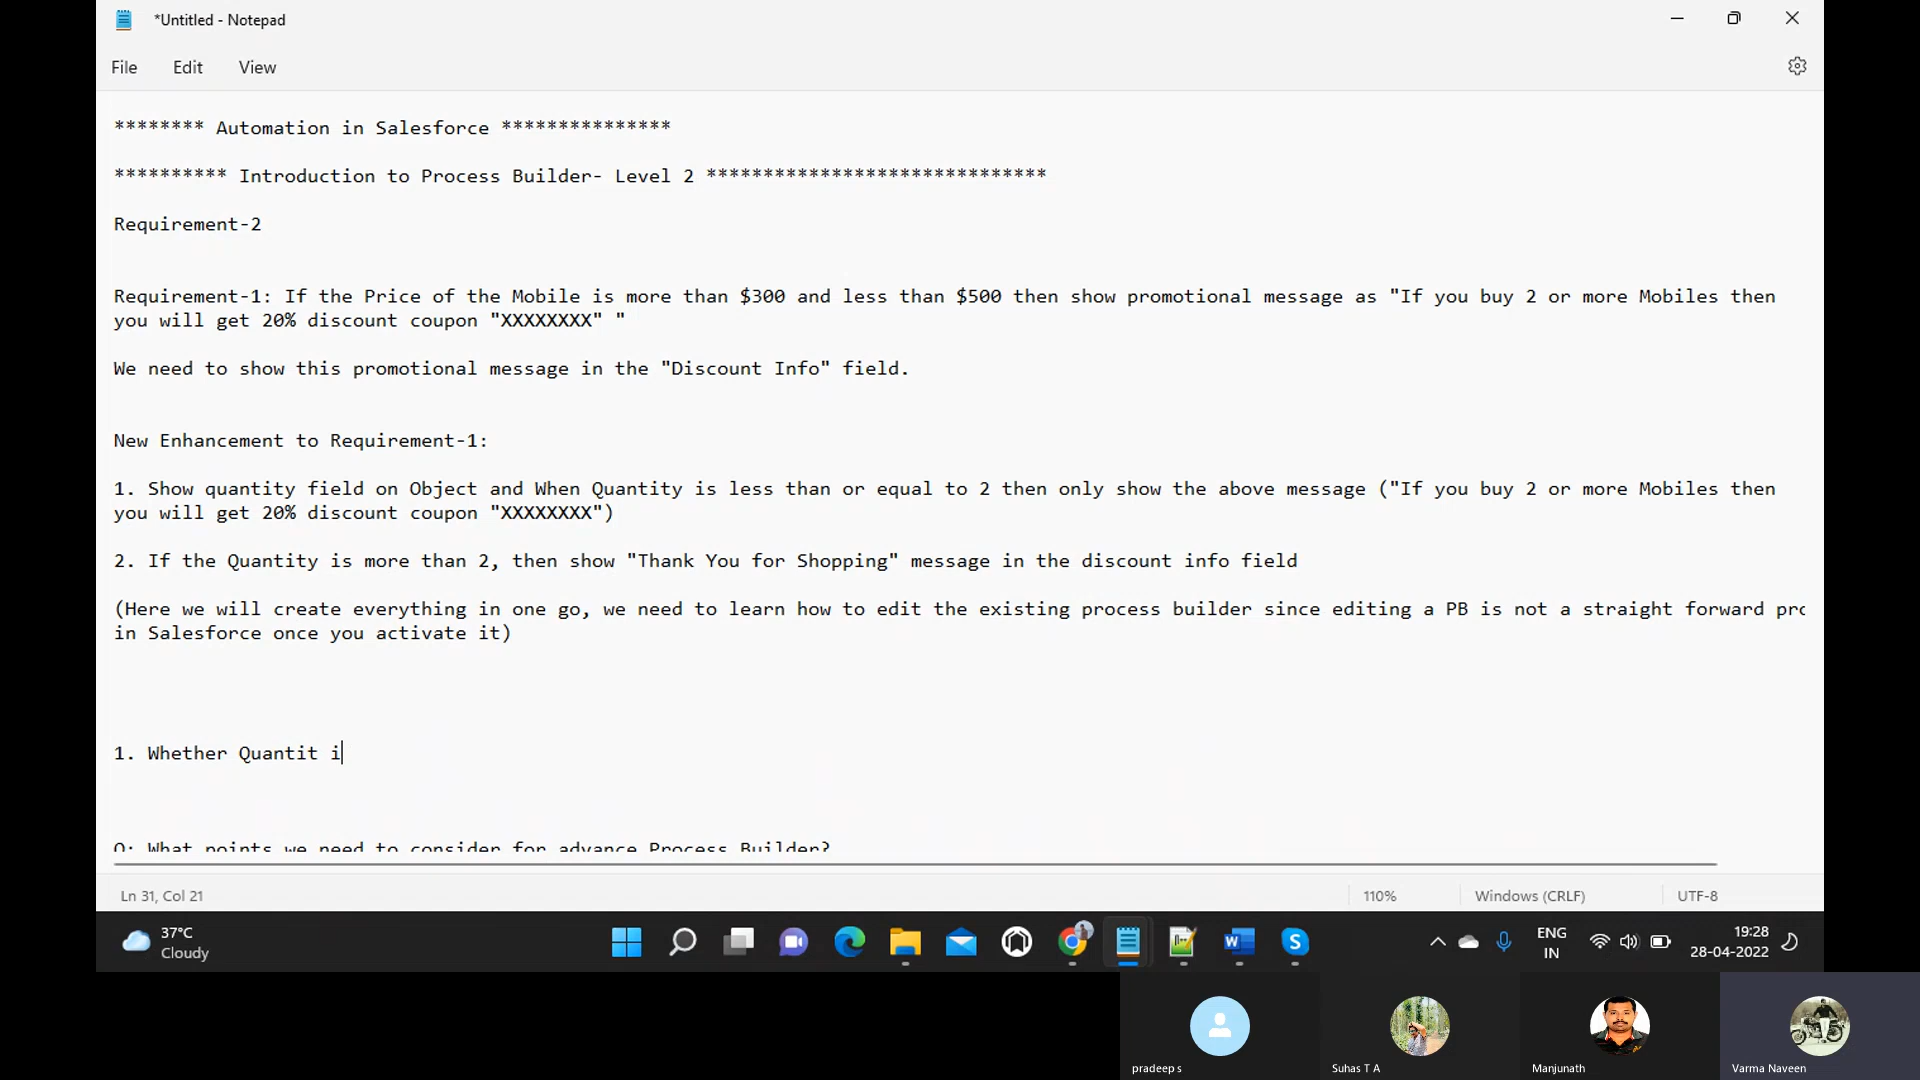 *Untitled - Notepad
File Edit View
******** Automation in Salesforce ***************
********** Introduction to Process Builder- Level 2 ******************************
Requirement-2
Requirement-1: If the Price of the Mobile is more than $300 and less than $500 then show promotional message as "If you buy 2 or more Mobiles then
you will get 20% discount coupon "XXXXXXXX" "
We need to show this promotional message in the "Discount Info" field.
New Enhancement to Requirement-1:
1. Show quantity field on Object and When Quantity is less than or equal to 2 then only show the above message ("If you buy 2 or more Mobiles then
you will get 20% discount coupon "XXXXXXXX")
2. If the Quantity is more than 2, then show "Thank You for Shopping" message in the discount info field
(Here we will create everything in one go, we need to learn how to edit the existing process builder since editing a PB is not a straight forward prc
in Salesforce once you activate it)
1. Whether Quantit i
Q: What points we need to consider for advance Process Builder?
Ln 31, Col 21 110% Windows (CRLF) UTF-8
37°C
Cloudy
ENG
IN
19:28
28-04-2022
pradeep s Suhas T A Manjunath Varma Naveen